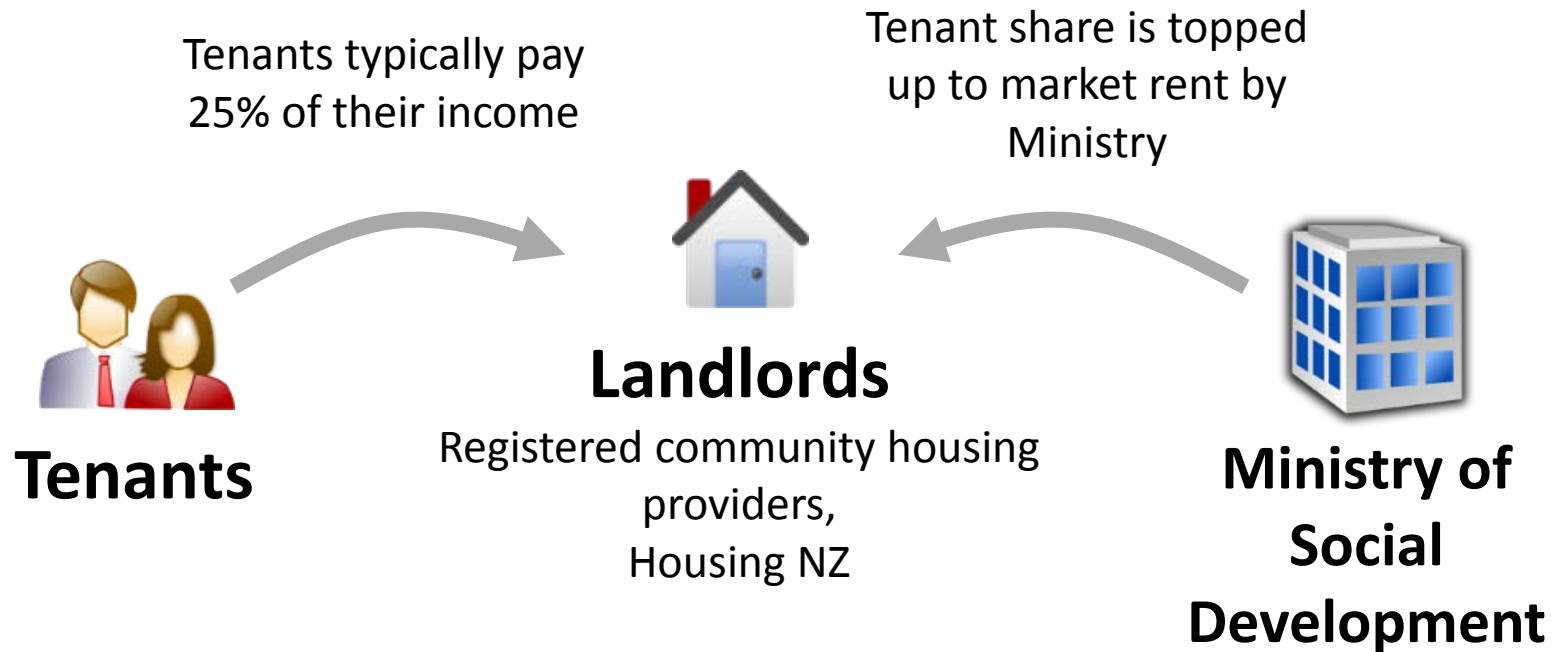 Tenants typically pay
25% of their income
Tenant share is topped
up to market rent by
Ministry
Tenants
Landlords
Registered community housing
providers,
Housing NZ
Ministry of
Social
Development